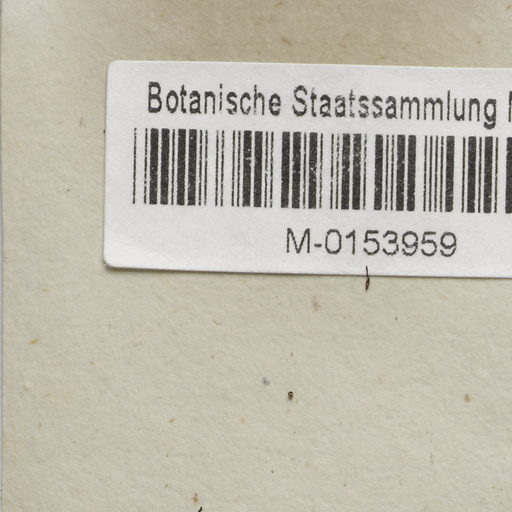 Botanische Staatssammlung
M-0153959